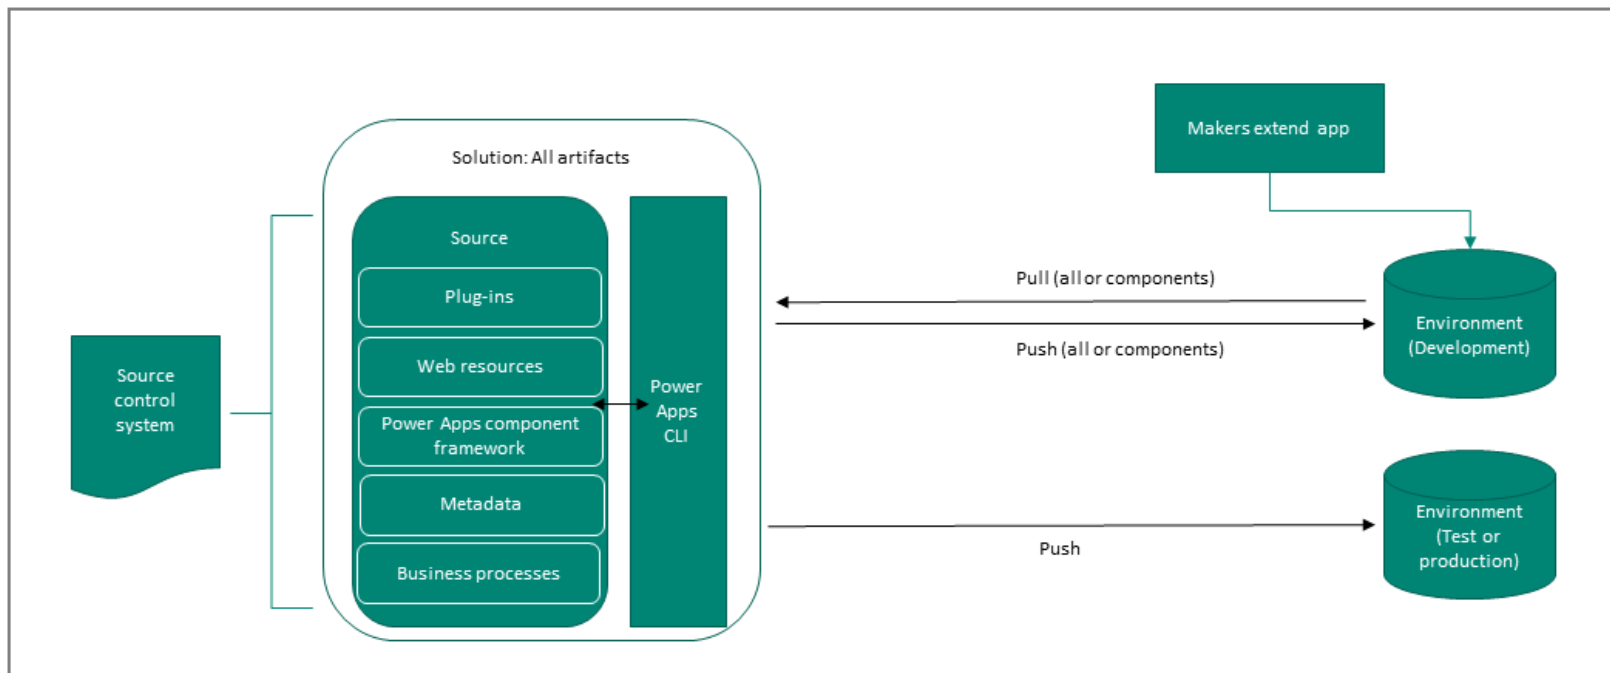 Makers extend app
Solution: All artifacts
Source
Plug-ins
Web resources
Power Apps component
framework
Metadata
Business processes
Power
Apps
CLI
Source
control
system
Pull (all or components)
Push (all or components)
Environment
(Development)
Push
Environment
(Test or
production)